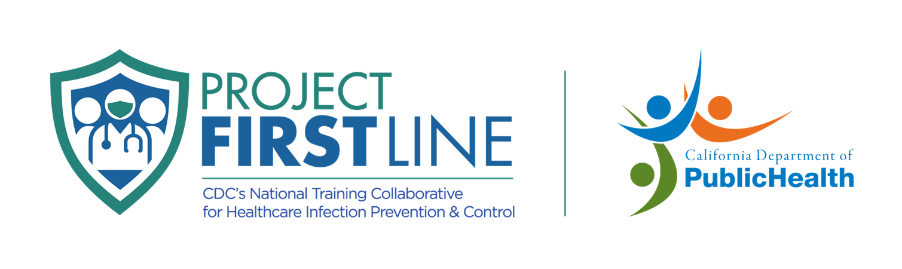 PROJECT
FIRSTLINE
CDC's National Training Collaborative
for Healthcare Infection Prevention & Control
California Department of
PublicHealth